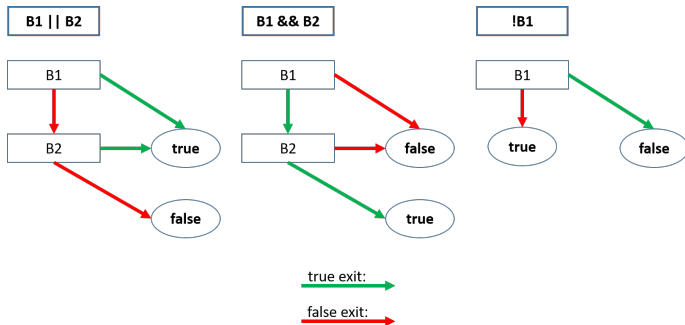 B1 || B2
B1 && B2
!B1
B1
B1
B1
B2
true
B2
false
true
false
false
true
true exit:
false exit: